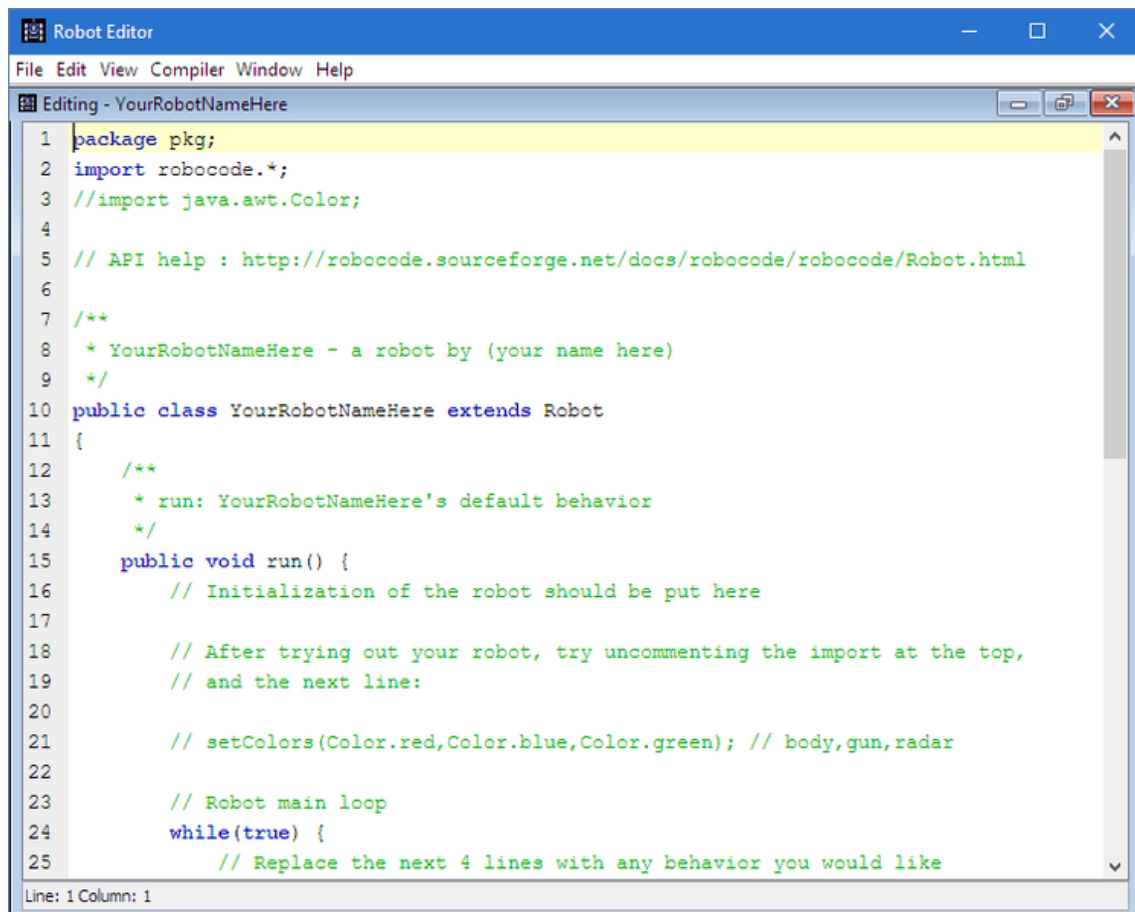 Robot Editor
File Edit View Compiler Window Help
Editing - YourRobotNameHere
1 package pkg;
2 import robocode.*;
3 //import java.awt.Color;
4
5 // API help : http://robocode.sourceforge.net/docs/robocode/robocode/Robot.html
6
7 /**
8  * YourRobotNameHere - a robot by (your name here)
9  */
10 public class YourRobotNameHere extends Robot
11 {
12     /**
13      * run: YourRobotNameHere's default behavior
14      */
15     public void run() {
16         // Initialization of the robot should be put here
17
18         // After trying out your robot, try uncommenting the import at the top,
19         // and the next line:
20
21         // setColors(Color.red,Color.blue,Color.green); // body,gun,radar
22
23         // Robot main loop
24         while(true) {
25             // Replace the next 4 lines with any behavior you would like
Line: 1 Column: 1